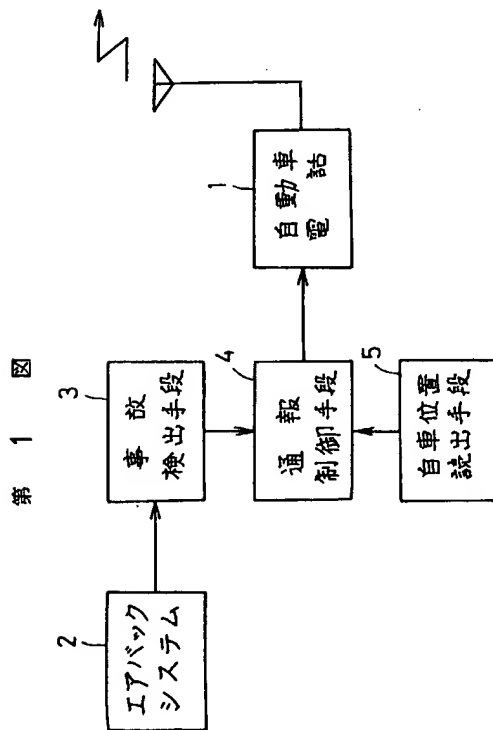 第 1 図
2
エアバック
システム
3
事故
検出手段
4
通報
制御手段
5
自車位置
読出手段
1
自動車
電話